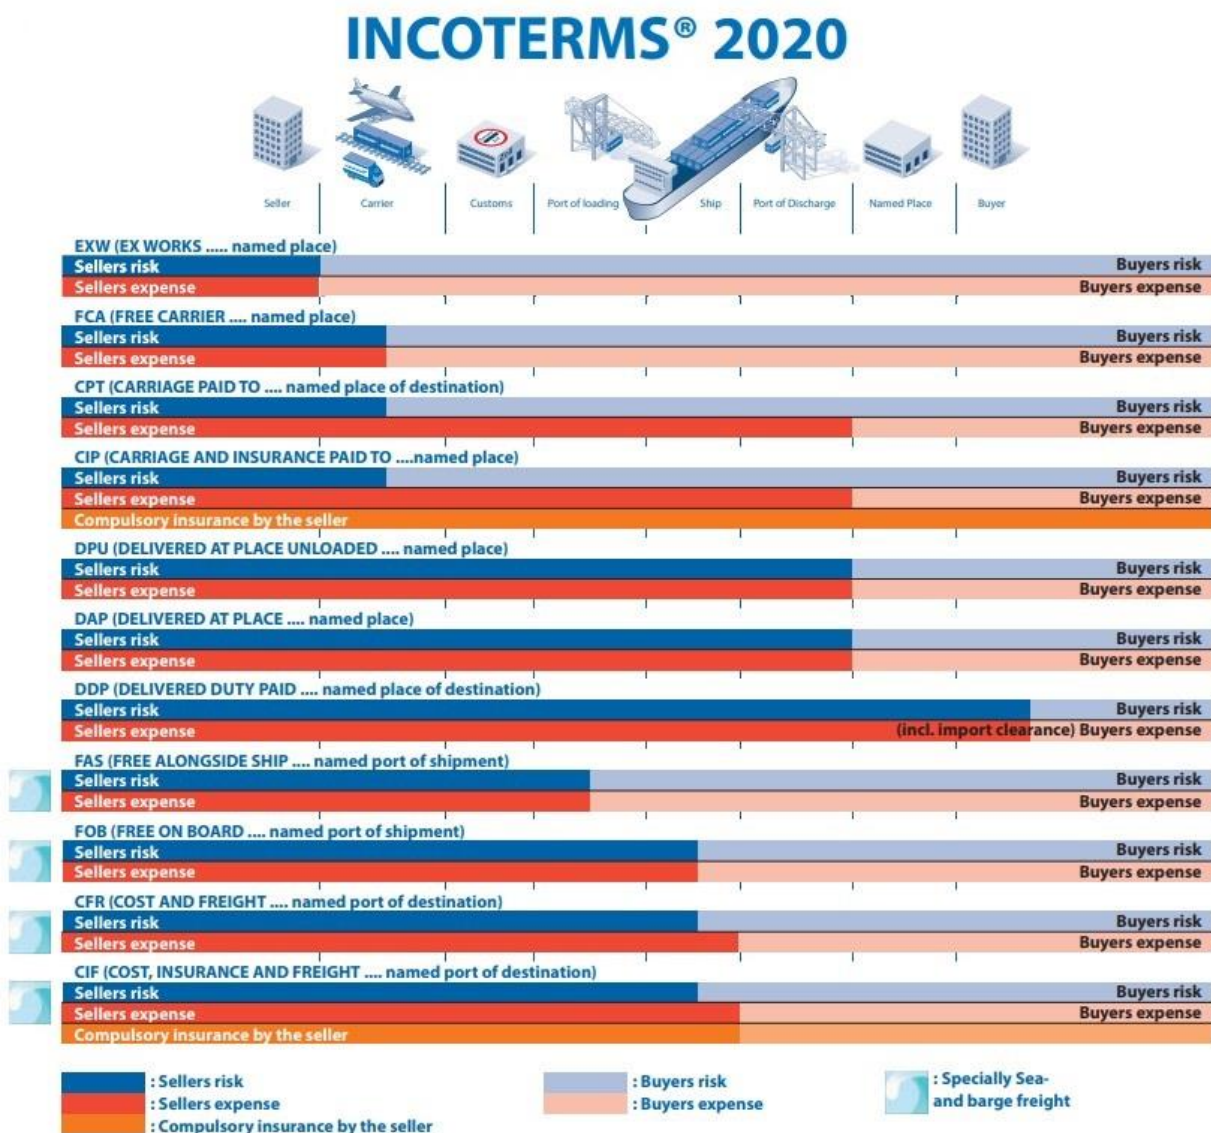 INCOTERMS® 2020
Seller Carrier Customs Port of loading Ship Port of Discharge Named Place Buyer
EXW (EX WORKS ..... named place)
Sellers risk Buyers risk
Sellers expense Buyers expense
FCA (FREE CARRIER .... named place)
Sellers risk Buyers risk
Sellers expense Buyers expense
CPT (CARRIAGE PAID TO .... named place of destination)
Sellers risk Buyers risk
Sellers expense Buyers expense
CIP (CARRIAGE AND INSURANCE PAID TO ....named place)
Sellers risk Buyers risk
Sellers expense Buyers expense
Compulsory insurance by the seller
DPU (DELIVERED AT PLACE UNLOADED .... named place)
Sellers risk Buyers risk
Sellers expense Buyers expense
DAP (DELIVERED AT PLACE .... named place)
Sellers risk Buyers risk
Sellers expense Buyers expense
DDP (DELIVERED DUTY PAID .... named place of destination)
Sellers risk Buyers risk
Sellers expense (incl. import clearance) Buyers expense
FAS (FREE ALONGSIDE SHIP .... named port of shipment)
Sellers risk Buyers risk
Sellers expense Buyers expense
FOB (FREE ON BOARD .... named port of shipment)
Sellers risk Buyers risk
Sellers expense Buyers expense
CFR (COST AND FREIGHT .... named port of destination)
Sellers risk Buyers risk
Sellers expense Buyers expense
CIF (COST, INSURANCE AND FREIGHT .... named port of destination)
Sellers risk Buyers risk
Sellers expense Buyers expense
Compulsory insurance by the seller
: Sellers risk : Buyers risk : Specially Sea-
: Sellers expense : Buyers expense and barge freight
: Compulsory insurance by the seller